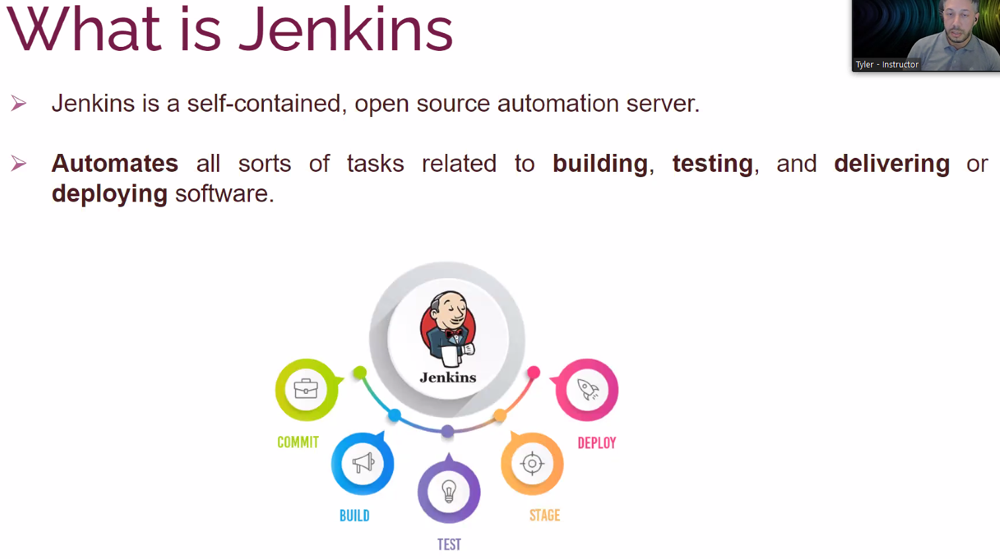 What is Jenkins
Tyler - Instructor
➢ Jenkins is a self-contained, open source automation server.
➢ Automates all sorts of tasks related to building, testing, and delivering or
deploying software.
Jenkins
COMMIT
DEPLOY
BUILD
STAGE
TEST